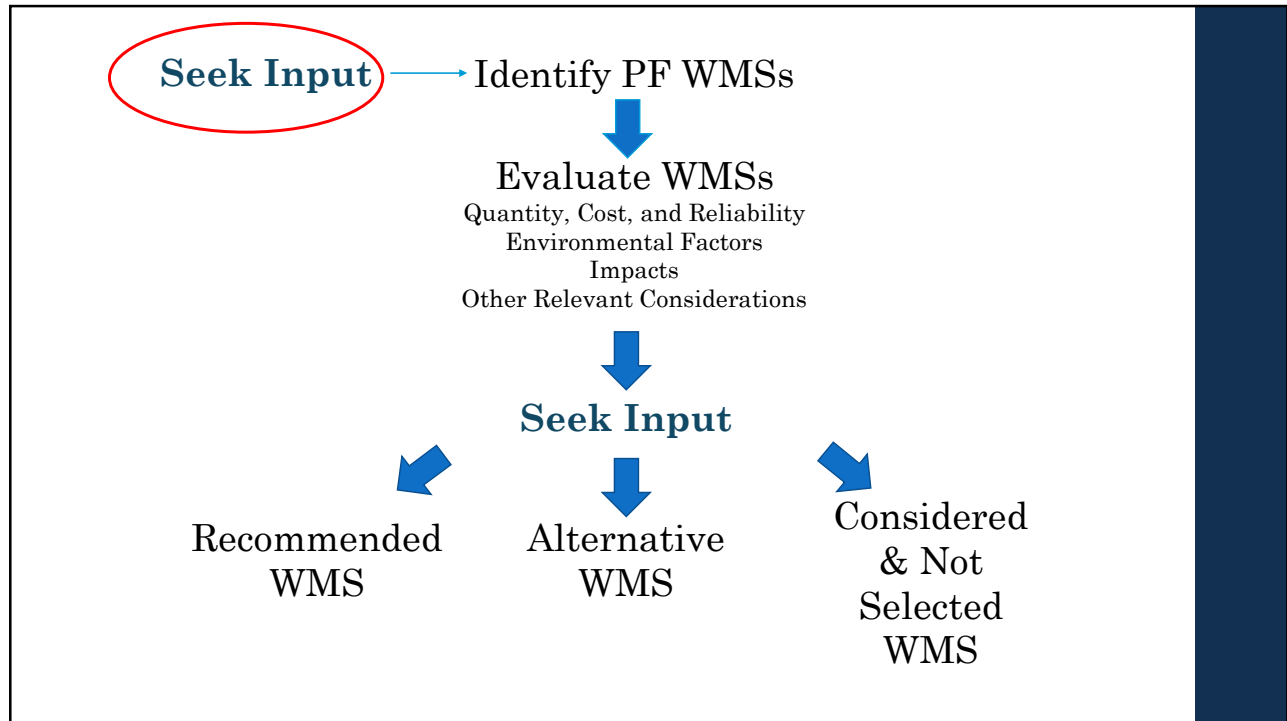 Seek Input
Identify PF WMSs
Evaluate WMSs
Quantity, Cost, and Reliability
Environmental Factors
Impacts
Other Relevant Considerations
Seek Input
Recommended
WMS
Alternative
WMS
Considered
& Not
Selected
WMS